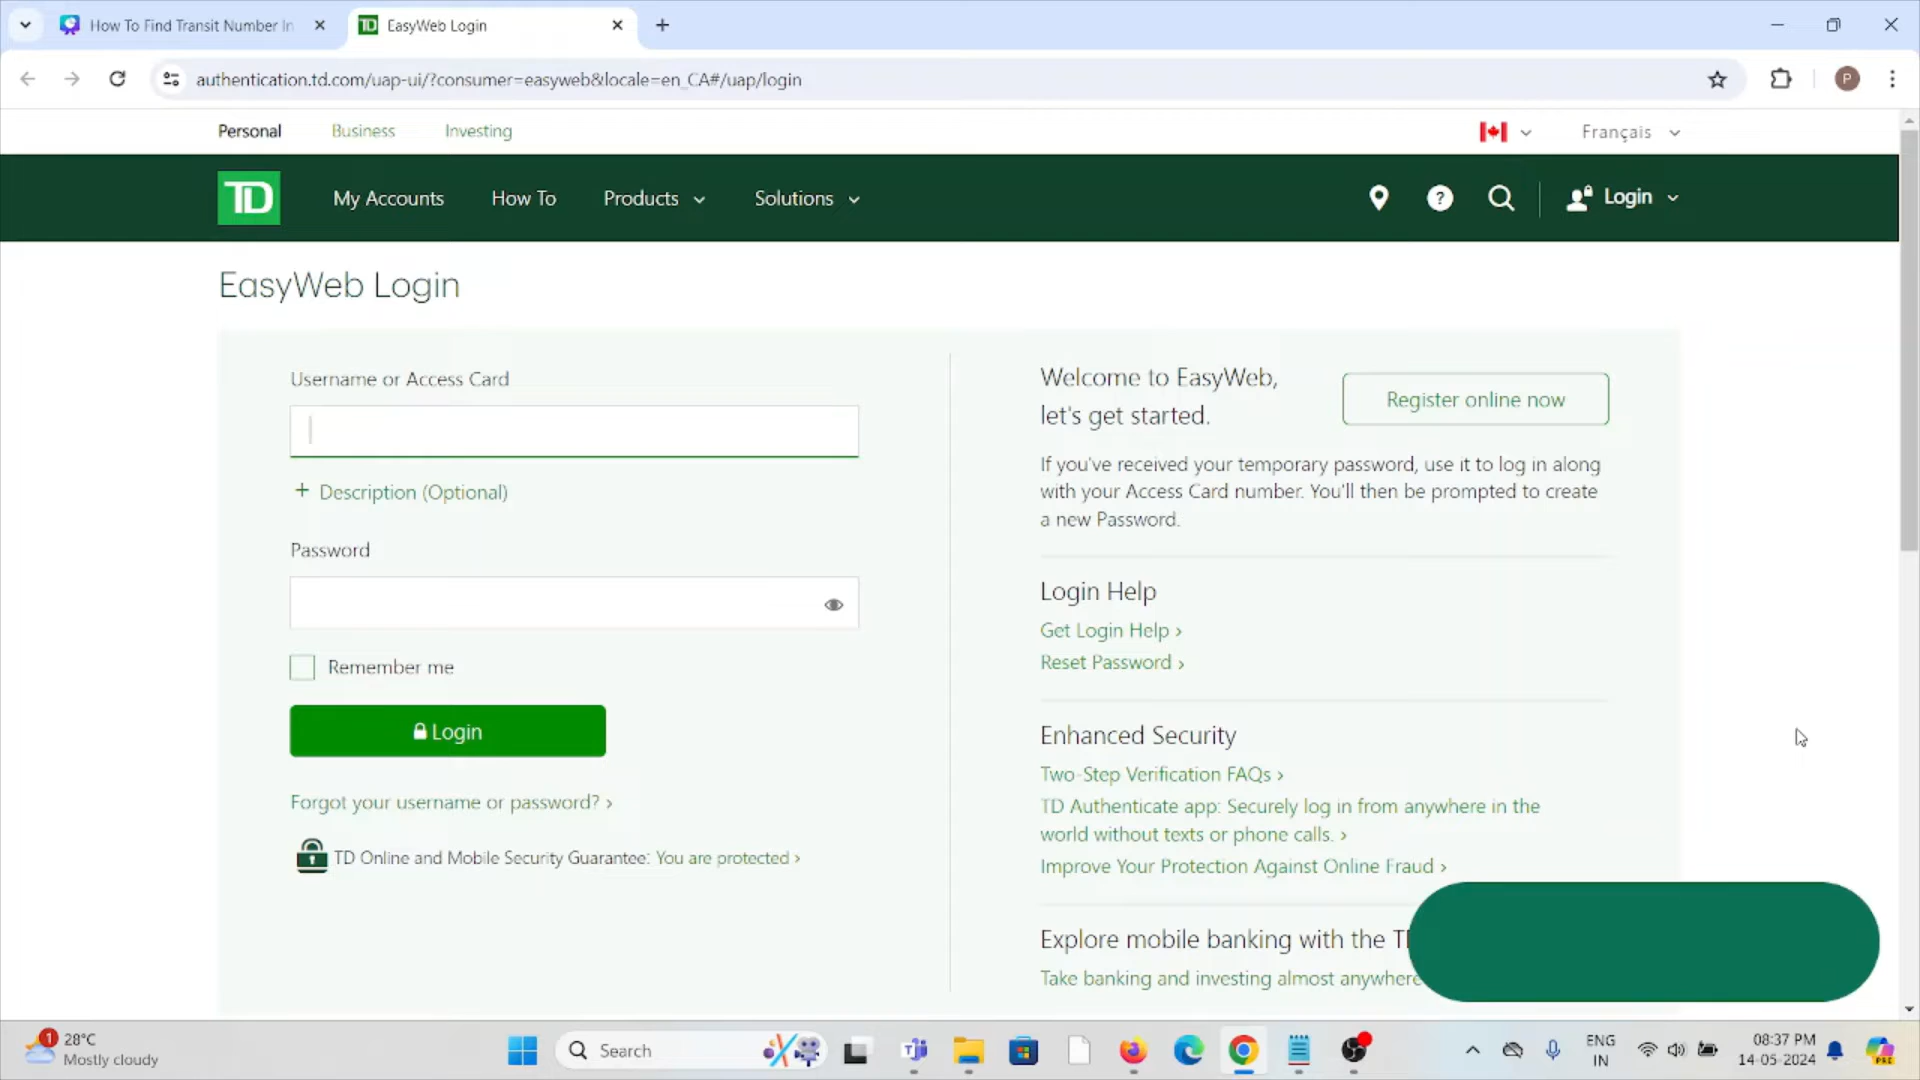 How To Find Transit Number In
EasyWeb Login
authentication.td.com/uap-ui/?consumer=easyweb&locale=en_CA#/uap/login
P
Personal
Business
Investing
Français
TD
My Accounts
How To
Products
Solutions
?
Login
EasyWeb Login
Username or Access Card
+ Description (Optional)
Password
Remember me
Login
Forgot your username or password? ›
TD Online and Mobile Security Guarantee: You are protected ›
Welcome to EasyWeb,
let's get started.
Register online now
If you've received your temporary password, use it to log in along
with your Access Card number. You'll then be prompted to create
a new Password.
Login Help
Get Login Help ›
Reset Password ›
Enhanced Security
Two-Step Verification FAQs ›
TD Authenticate app: Securely log in from anywhere in the
world without texts or phone calls. ›
Improve Your Protection Against Online Fraud ›
Explore mobile banking with the
Take banking and investing almost anywhere
1
28°C
Mostly cloudy
Search
ENG
IN
08:37 PM
14-05-2024
PRE